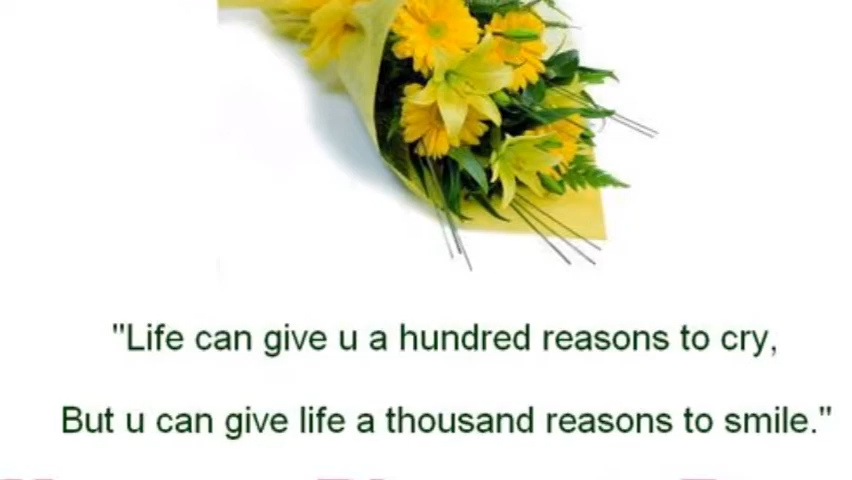 "Life can give u a hundred reasons to cry,
But u can give life a thousand reasons to smile."